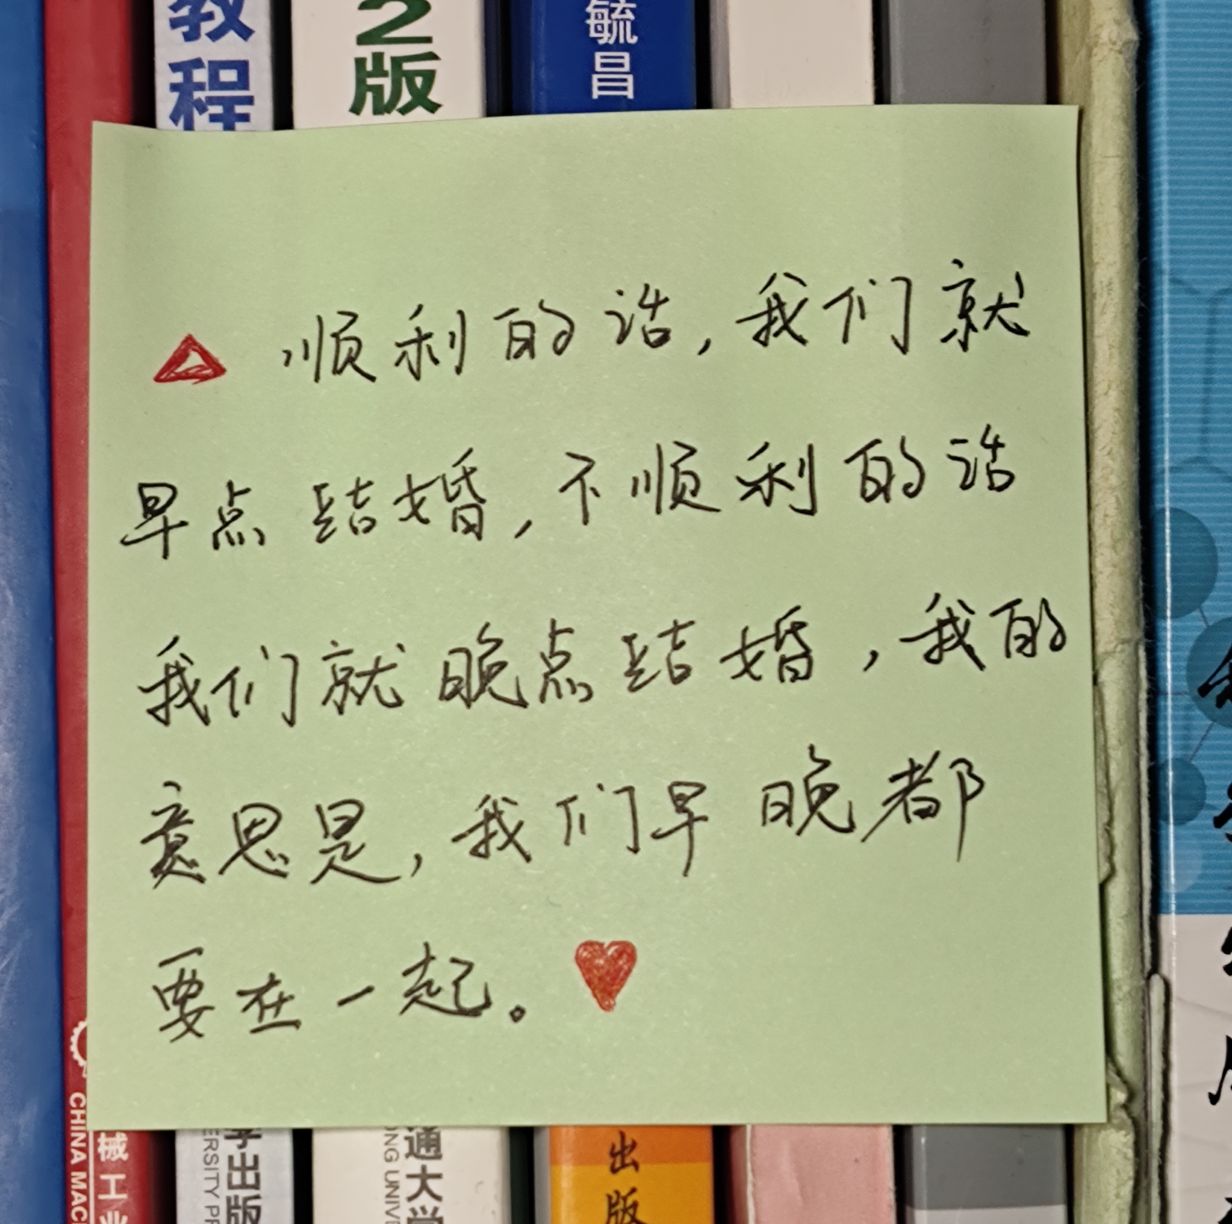 教程
2版
毓昌
顺利的话，我们就
早点结婚，不顺利的话
我们就晚点结婚，我的
意思是，我们早晚都
要在一起。
CHINA MAC
械工业
ERSITY PR
学出版
ONG UNIVE
通大学
出版